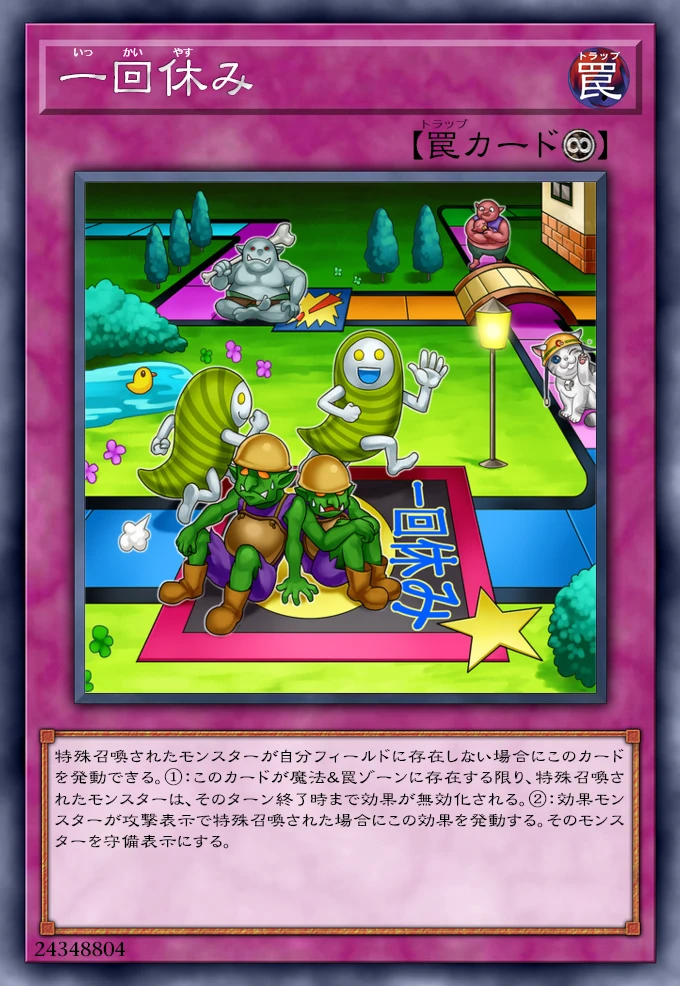 いっ かい やす
一回休み
トラップ
罠
トラップ
【罠カード】
一回休み
特殊召喚されたモンスターが自分フィールドに存在しない場合にこのカード
を発動できる。①:このカードが魔法&罠ゾーンに存在する限り、特殊召喚さ
れたモンスターは、そのターン終了時まで効果が無効化される。②:効果モン
スターが攻撃表示で特殊召喚された場合にこの効果を発動する。そのモンス
ターを守備表示にする。
24348804